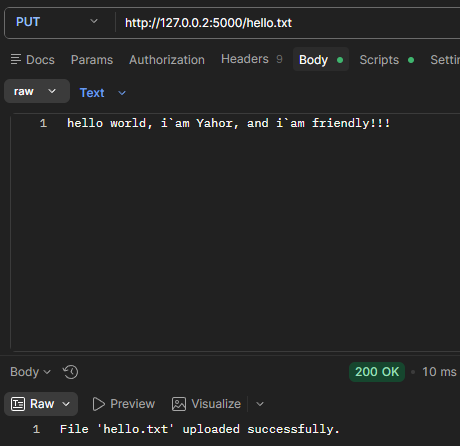 PUT http://127.0.0.2:5000/hello.txt
Docs Params Authorization Headers 9 Body Scripts Settin
raw Text
1 hello world, i`am Yahor, and i`am friendly!!!
Body 200 OK 10 ms
Raw Preview Visualize
1 File 'hello.txt' uploaded successfully.